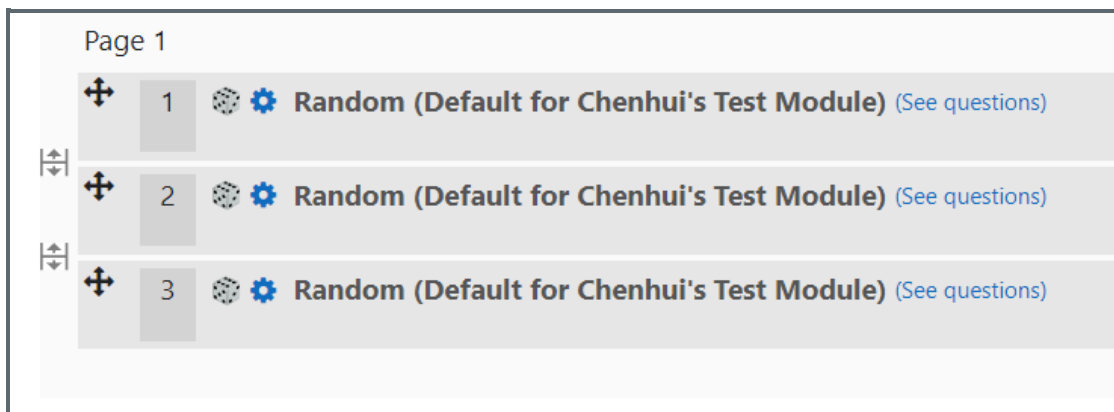 Page 1
1 Random (Default for Chenhui's Test Module) (See questions)
2 Random (Default for Chenhui's Test Module) (See questions)
3 Random (Default for Chenhui's Test Module) (See questions)